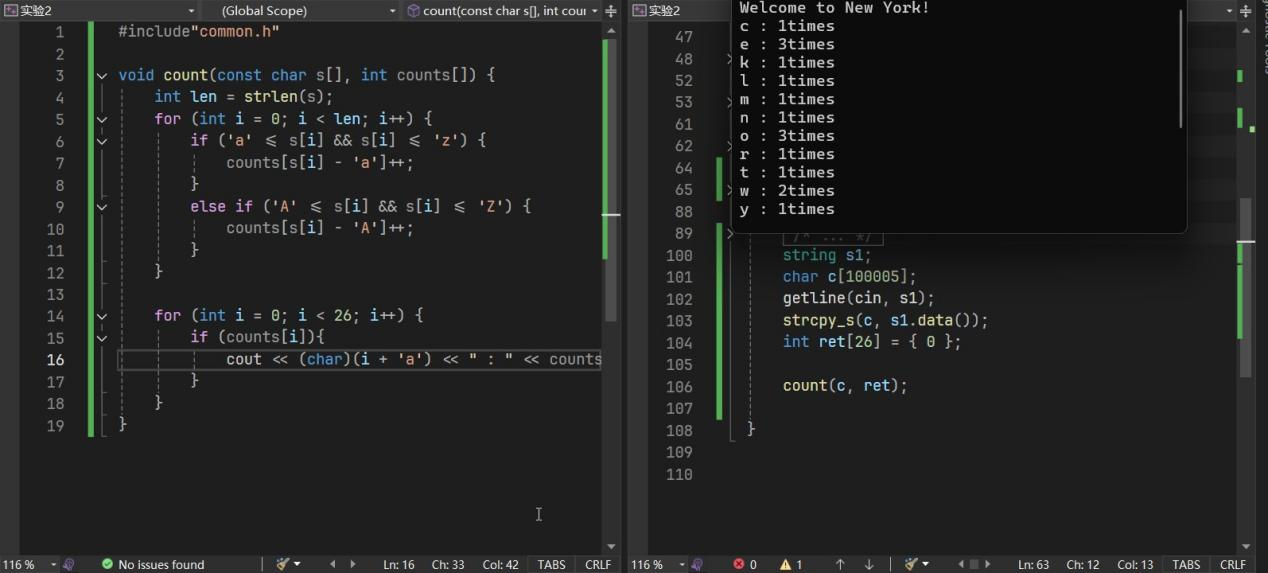 实验2 (Global Scope) count(const char s[], int cour
1 #include"common.h"
2
3 void count(const char s[], int counts[]) {
4 int len = strlen(s);
5 for (int i = 0; i < len; i++) {
6 if ('a' <= s[i] && s[i] <= 'z') {
7 counts[s[i] - 'a']++;
8 }
9 else if ('A' <= s[i] && s[i] <= 'Z') {
10 counts[s[i] - 'A']++;
11 }
12 }
13
14 for (int i = 0; i < 26; i++) {
15 if (counts[i]){
16 cout << (char)(i + 'a') << " : " << counts
17 }
18 }
19 }
116 % No issues found Ln: 16 Ch: 33 Col: 42 TABS CRLF
实验2
Welcome to New York!
c : 1times
e : 3times
k : 1times
l : 1times
m : 1times
n : 1times
o : 3times
r : 1times
t : 1times
w : 2times
y : 1times
47
48
52
53
61
62
64
65
88
89 /* ... */
100 string s1;
101 char c[100005];
102 getline(cin, s1);
103 strcpy_s(c, s1.data());
104 int ret[26] = { 0 };
105
106 count(c, ret);
107
108 }
109
110
116 % 0 1 Ln: 63 Ch: 12 Col: 13 TABS CRLF